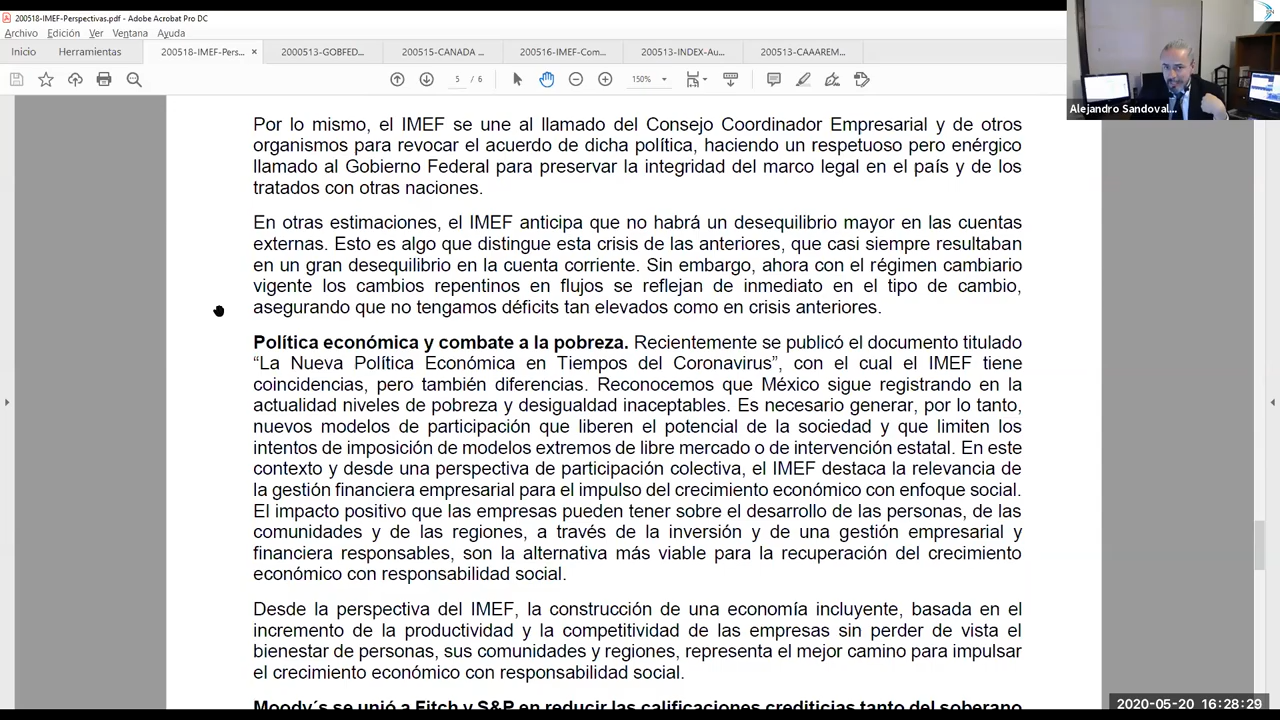 200518-IMEF-Perspectivas.pdf - Adobe Acrobat Pro DC
Archivo Edición Ver Ventana Ayuda
Inicio Herramientas 200518-IMEF-Pers... × 2000513-GOBFED... 200515-CANADA ... 200516-IMEF-Com... 200513-INDEX-Au... 200513-CAAAREM...
5 / 6 150%
Alejandro Sandoval...
Por lo mismo, el IMEF se une al llamado del Consejo Coordinador Empresarial y de otros
organismos para revocar el acuerdo de dicha política, haciendo un respetuoso pero enérgico
llamado al Gobierno Federal para preservar la integridad del marco legal en el país y de los
tratados con otras naciones.
En otras estimaciones, el IMEF anticipa que no habrá un desequilibrio mayor en las cuentas
externas. Esto es algo que distingue esta crisis de las anteriores, que casi siempre resultaban
en un gran desequilibrio en la cuenta corriente. Sin embargo, ahora con el régimen cambiario
vigente los cambios repentinos en flujos se reflejan de inmediato en el tipo de cambio,
asegurando que no tengamos déficits tan elevados como en crisis anteriores.
Política económica y combate a la pobreza. Recientemente se publicó el documento titulado
“La Nueva Política Económica en Tiempos del Coronavirus”, con el cual el IMEF tiene
coincidencias, pero también diferencias. Reconocemos que México sigue registrando en la
actualidad niveles de pobreza y desigualdad inaceptables. Es necesario generar, por lo tanto,
nuevos modelos de participación que liberen el potencial de la sociedad y que limiten los
intentos de imposición de modelos extremos de libre mercado o de intervención estatal. En este
contexto y desde una perspectiva de participación colectiva, el IMEF destaca la relevancia de
la gestión financiera empresarial para el impulso del crecimiento económico con enfoque social.
El impacto positivo que las empresas pueden tener sobre el desarrollo de las personas, de las
comunidades y de las regiones, a través de la inversión y de una gestión empresarial y
financiera responsables, son la alternativa más viable para la recuperación del crecimiento
económico con responsabilidad social.
Desde la perspectiva del IMEF, la construcción de una economía incluyente, basada en el
incremento de la productividad y la competitividad de las empresas sin perder de vista el
bienestar de personas, sus comunidades y regiones, representa el mejor camino para impulsar
el crecimiento económico con responsabilidad social.
Moody´s se unió a Fitch y S&P en reducir las calificaciones crediticias tanto del soberano
2020-05-20 16:28:29